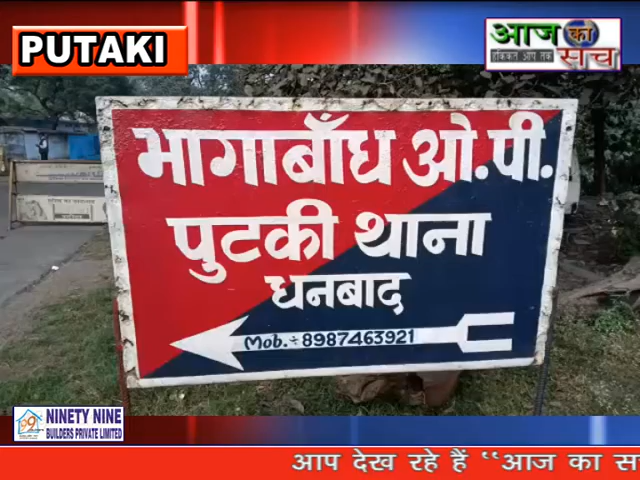 PUTAKI
आज का
सच
भागाबाँध ओ.पी.
पुटकी थाना
धनबाद
Mob.÷8987463921
NINETY NINE
BUILDERS PRIVATE LIMITED
आप देख रहे हैं “आज का स